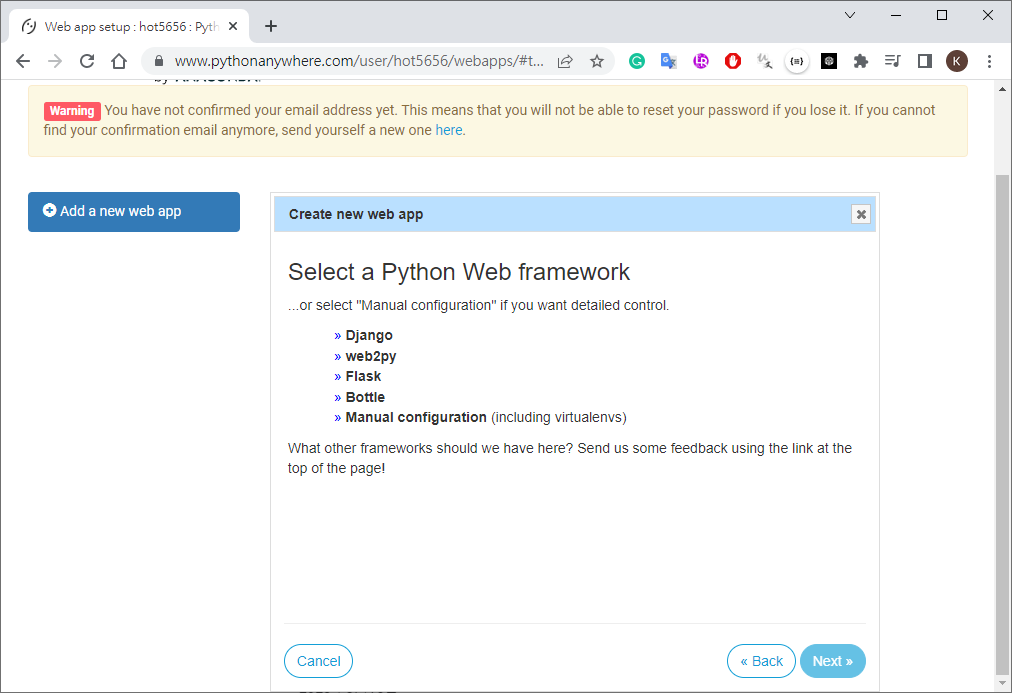 Web app setup : hot5656 : Pyth
www.pythonanywhere.com/user/hot5656/webapps/#t...
K
Warning You have not confirmed your email address yet. This means that you will not be able to reset your password if you lose it. If you cannot
find your confirmation email anymore, send yourself a new one here.
Add a new web app
Create new web app
Select a Python Web framework
...or select "Manual configuration" if you want detailed control.
» Django
» web2py
» Flask
» Bottle
» Manual configuration (including virtualenvs)
What other frameworks should we have here? Send us some feedback using the link at the
top of the page!
Cancel
« Back
Next »